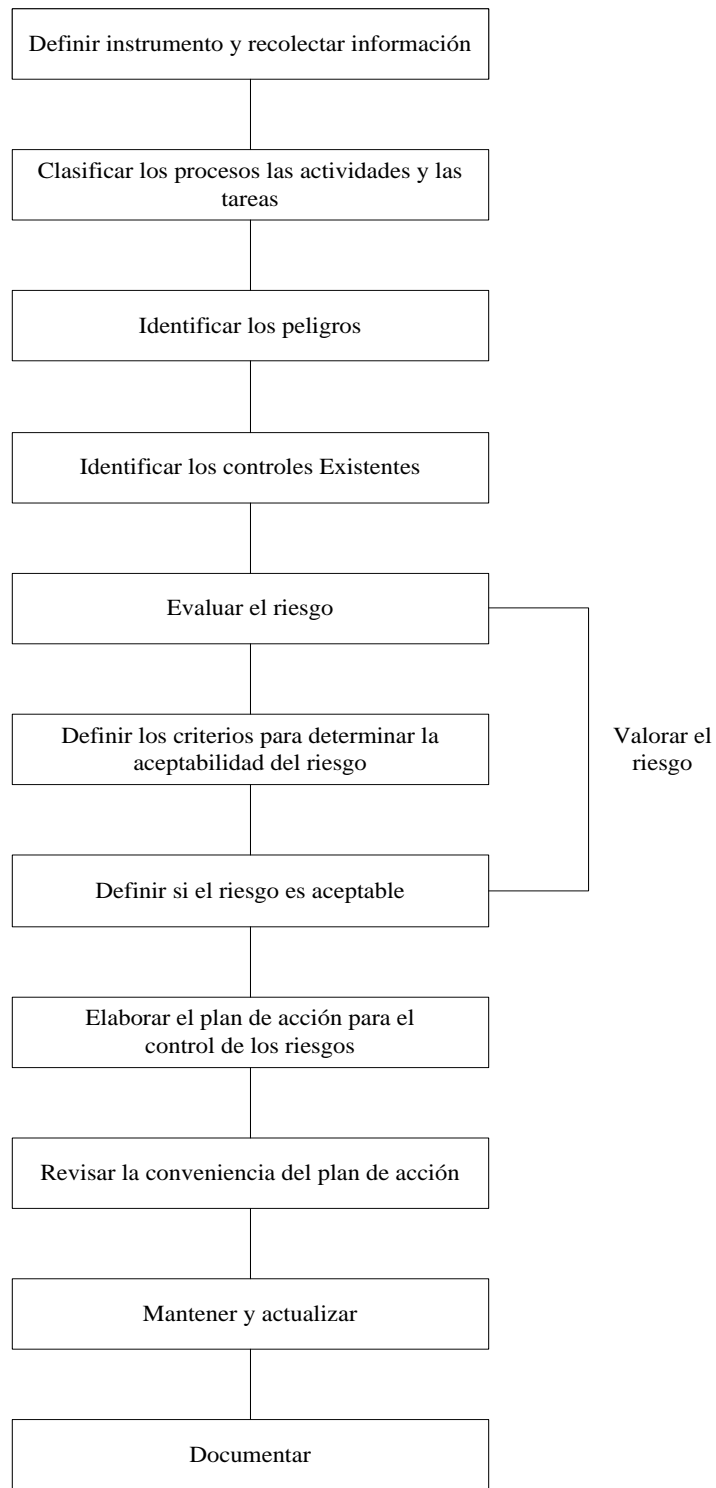 Definir instrumento y recolectar información
Clasificar los procesos las actividades y las
tareas
Identificar los peligros
Identificar los controles Existentes
Evaluar el riesgo
Definir los criterios para determinar la
aceptabilidad del riesgo
Valorar el
riesgo
Definir si el riesgo es aceptable
Elaborar el plan de acción para el
control de los riesgos
Revisar la conveniencia del plan de acción
Mantener y actualizar
Documentar